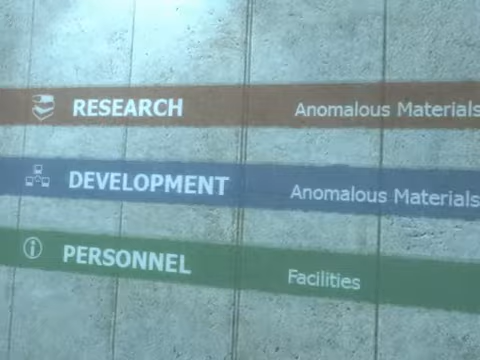 RESEARCH Anomalous Materials
DEVELOPMENT Anomalous Materials
PERSONNEL Facilities